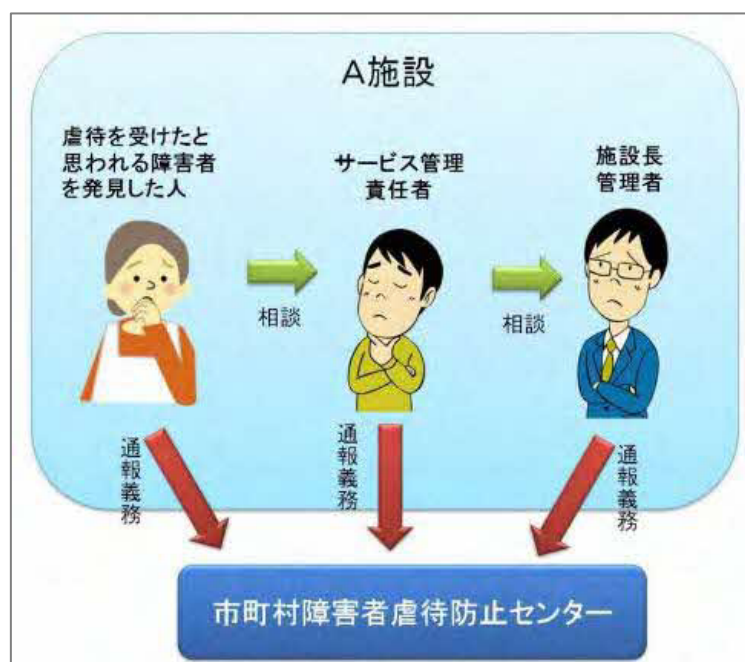 A施設
虐待を受けたと
思われる障害者
を発見した人
サービス管理
責任者
施設長
管理者
相談
相談
通報義務
通報義務
通報義務
市町村障害者虐待防止センター